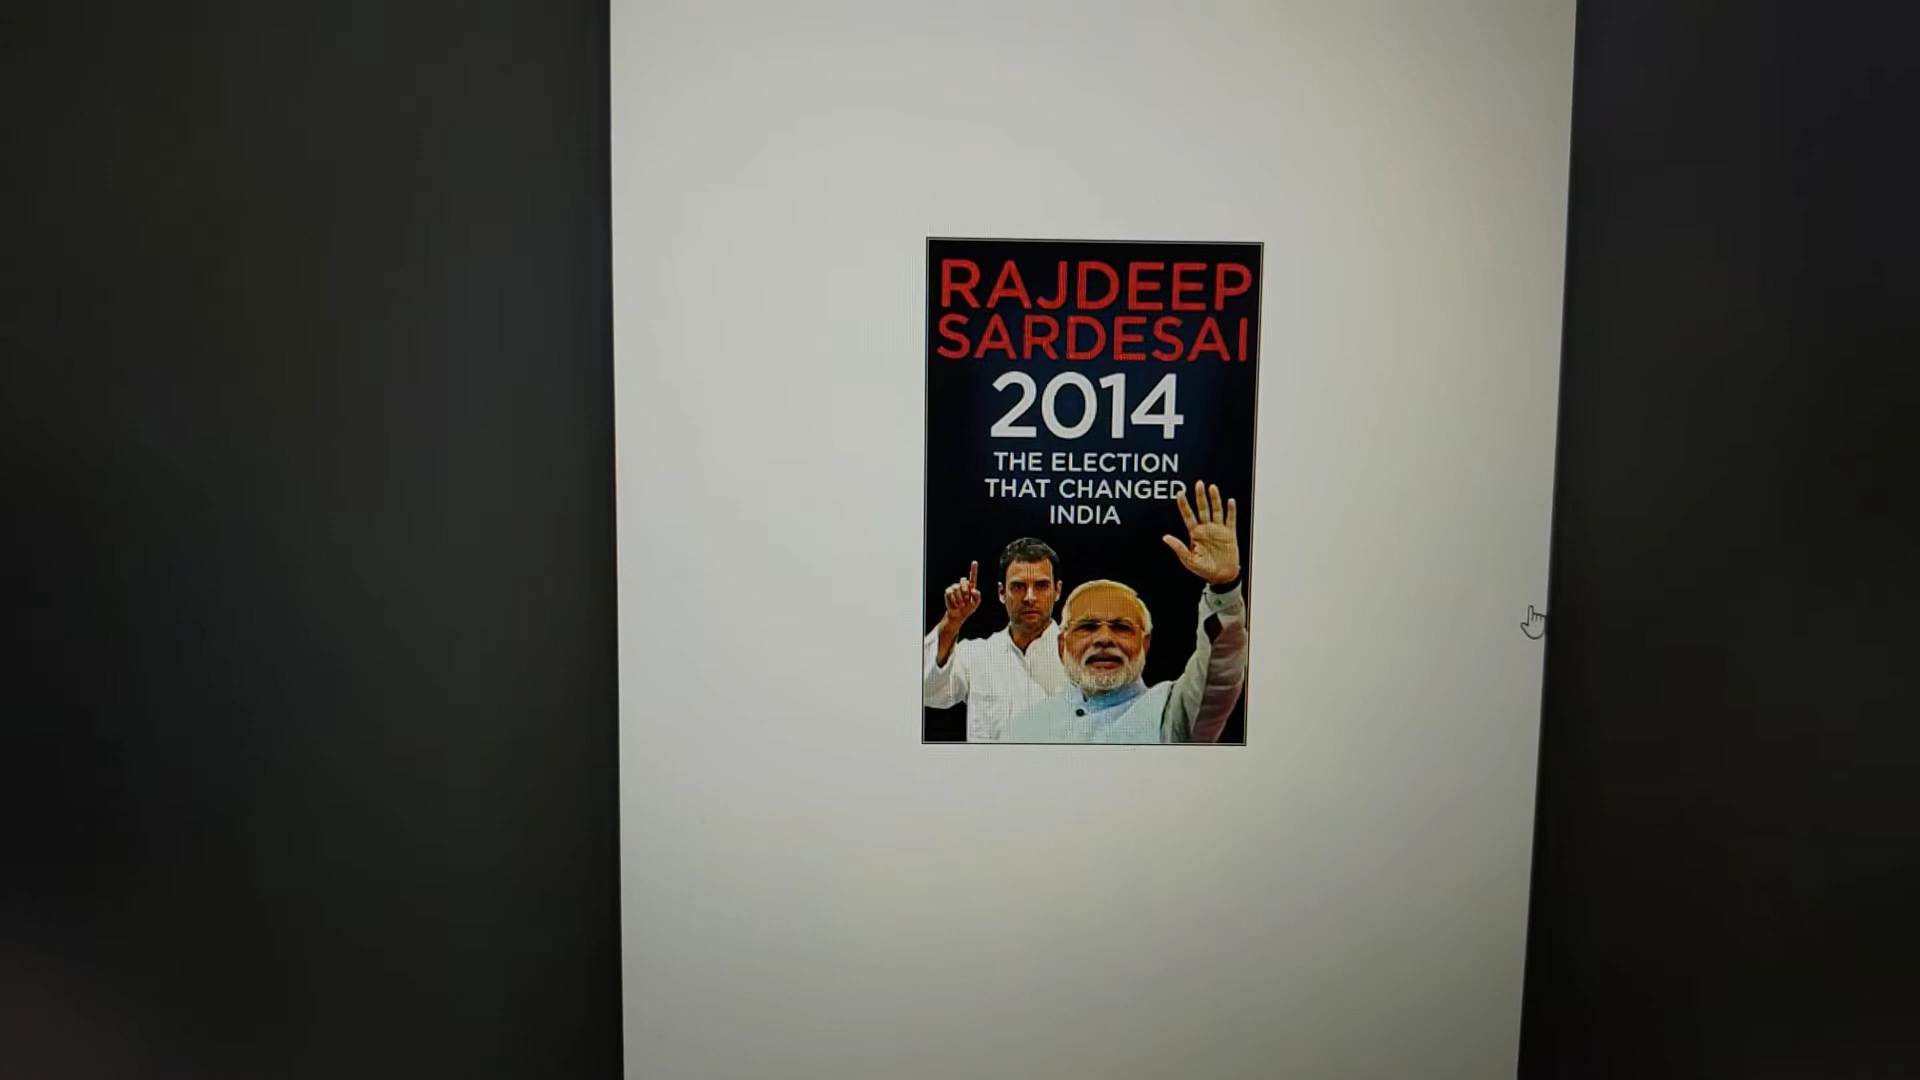 RAJDEEP
SARDESAI
2014
THE ELECTION
THAT CHANGED
INDIA